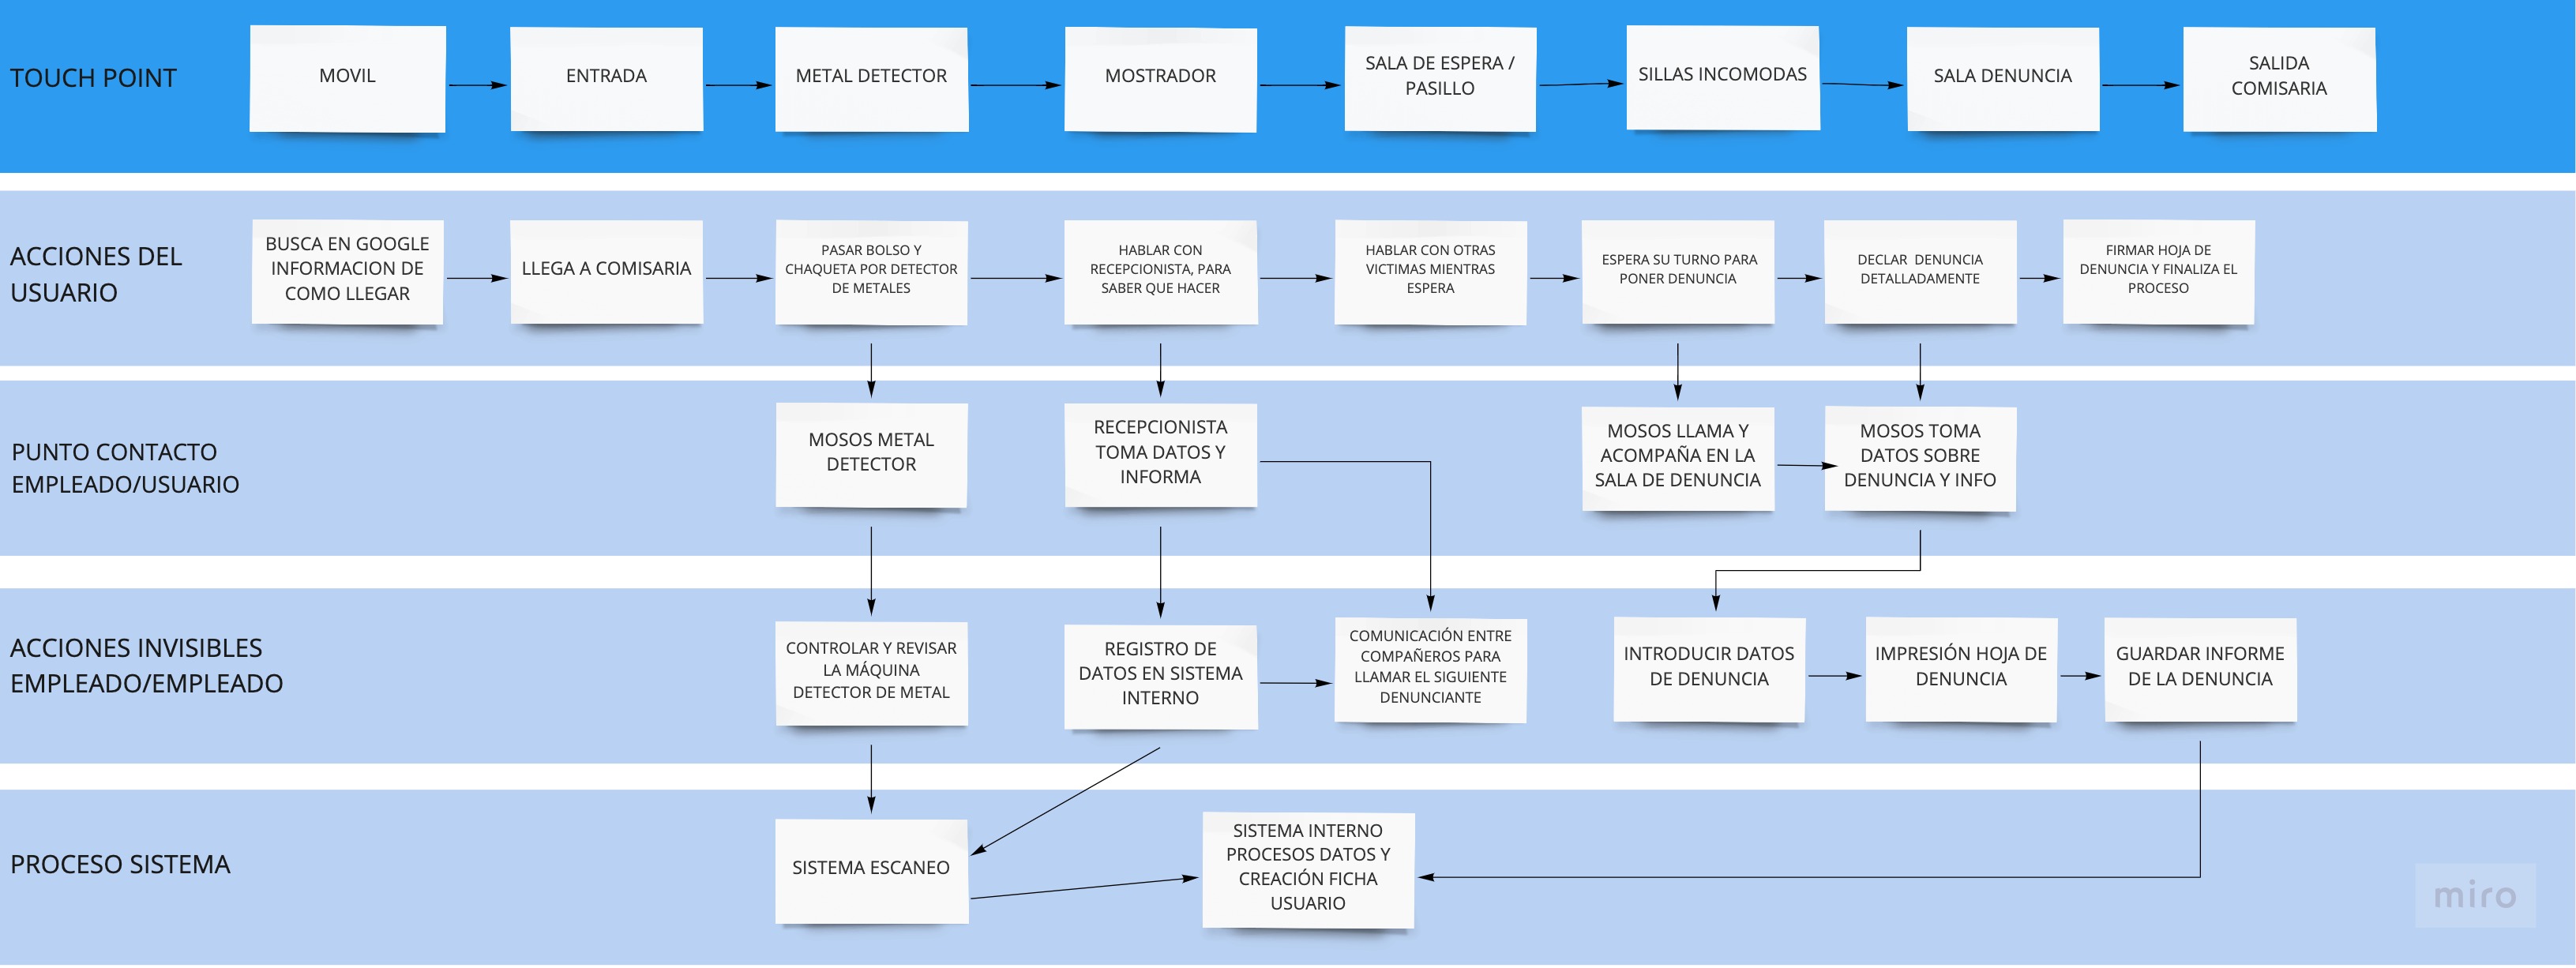 TOUCH POINT
MOVIL
ENTRADA
METAL DETECTOR
MOSTRADOR
SALA DE ESPERA /
PASILLO
SILLAS INCOMODAS
SALA DENUNCIA
SALIDA
COMISARIA
ACCIONES DEL
USUARIO
BUSCA EN GOOGLE
INFORMACION DE
COMO LLEGAR
LLEGA A COMISARIA
PASAR BOLSO Y
CHAQUETA POR DETECTOR
DE METALES
HABLAR CON
RECEPCIONISTA, PARA
SABER QUE HACER
HABLAR CON OTRAS
VICTIMAS MIENTRAS
ESPERA
ESPERA SU TURNO PARA
PONER DENUNCIA
DECLAR DENUNCIA
DETALLADAMENTE
FIRMAR HOJA DE
DENUNCIA Y FINALIZA EL
PROCESO
PUNTO CONTACTO
EMPLEADO/USUARIO
MOSOS METAL
DETECTOR
RECEPCIONISTA
TOMA DATOS Y
INFORMA
MOSOS LLAMA Y
ACOMPAÑA EN LA
SALA DE DENUNCIA
MOSOS TOMA
DATOS SOBRE
DENUNCIA Y INFO
ACCIONES INVISIBLES
EMPLEADO/EMPLEADO
CONTROLAR Y REVISAR
LA MÁQUINA
DETECTOR DE METAL
REGISTRO DE
DATOS EN SISTEMA
INTERNO
COMUNICACIÓN ENTRE
COMPAÑEROS PARA
LLAMAR EL SIGUIENTE
DENUNCIANTE
INTRODUCIR DATOS
DE DENUNCIA
IMPRESIÓN HOJA DE
DENUNCIA
GUARDAR INFORME
DE LA DENUNCIA
PROCESO SISTEMA
SISTEMA ESCANEO
SISTEMA INTERNO
PROCESOS DATOS Y
CREACIÓN FICHA
USUARIO
miro